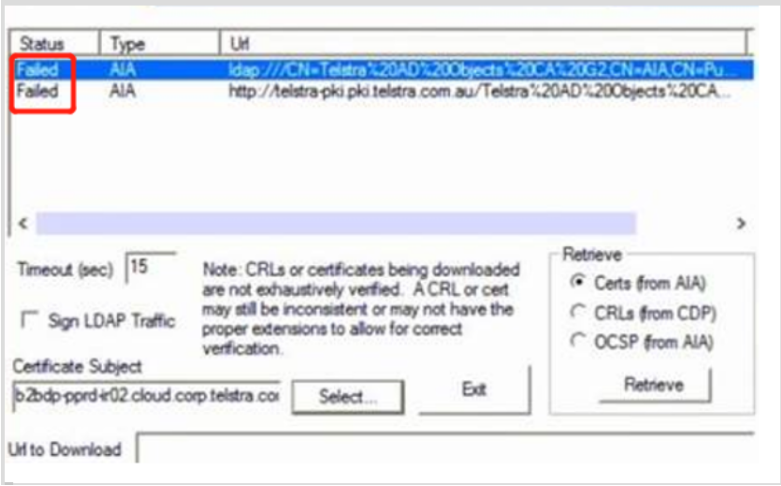 Status Type Url
Failed AIA ldap:///CN=Telstra%20AD%20Objects%20CA%20G2,CN=AIA,CN=Pu...
Failed AIA http://telstra-pki.pki.telstra.com.au/Telstra%20AD%20Objects%20CA...
Timeout (sec) 15
Sign LDAP Traffic
Note: CRLs or certificates being downloaded
are not exhaustively verified. A CRL or cert
may still be inconsistent or may not have the
proper extensions to allow for correct
verification.
Retrieve
Certs (from AIA)
CRLs (from CDP)
OCSP (from AIA)
Retrieve
Certificate Subject
b2bdp-pprd-ir02.cloud.corp.telstra.cor
Select...
Exit
Url to Download